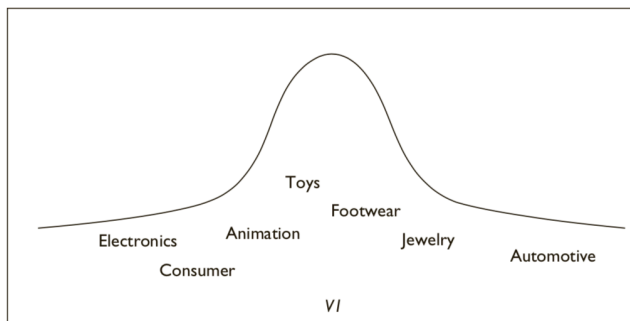 Toys
Footwear
Animation
Jewelry
Electronics
Automotive
Consumer
VI